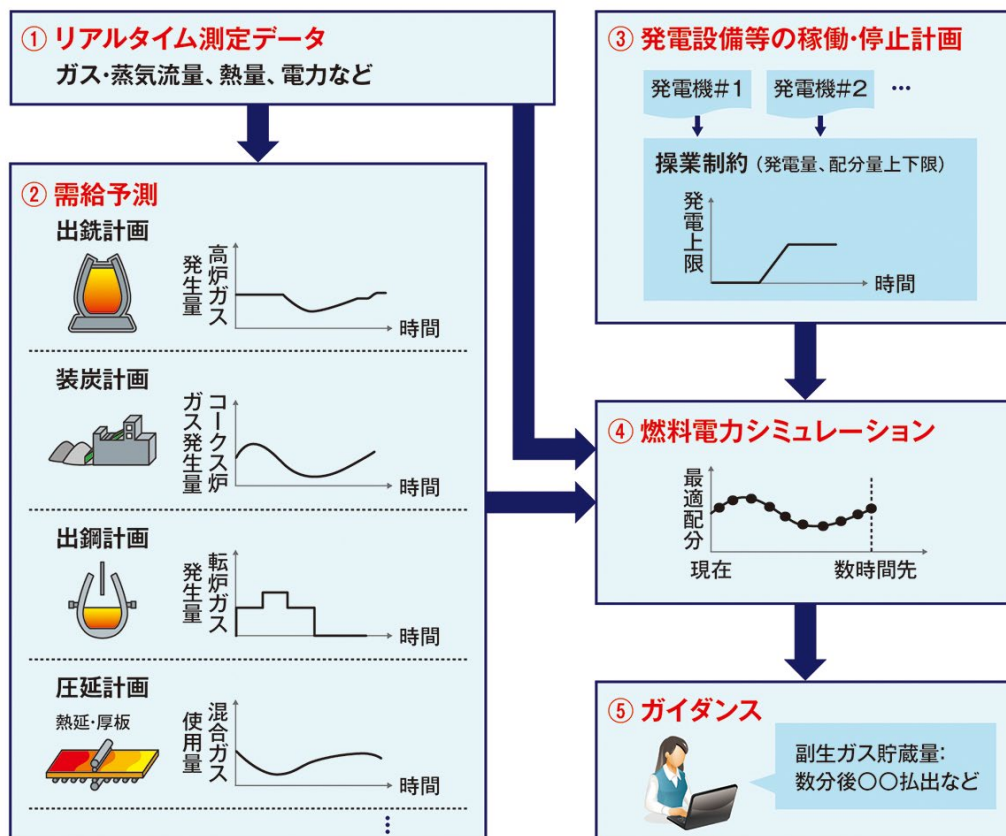 ① リアルタイム測定データ
ガス・蒸気流量、熱量、電力など
② 需給予測
出銑計画
高炉ガス
発生量
時間
装炭計画
コークス炉
ガス発生量
時間
出鋼計画
転炉ガス
発生量
時間
圧延計画
熱延・厚板
混合ガス
使用量
時間
⋮
③ 発電設備等の稼働・停止計画
発電機#1
発電機#2
…
操業制約（発電量、配分量上下限）
発電上限
時間
④ 燃料電力シミュレーション
最適配分
現在
数時間先
⑤ ガイダンス
副生ガス貯蔵量：
数分後〇〇払出など